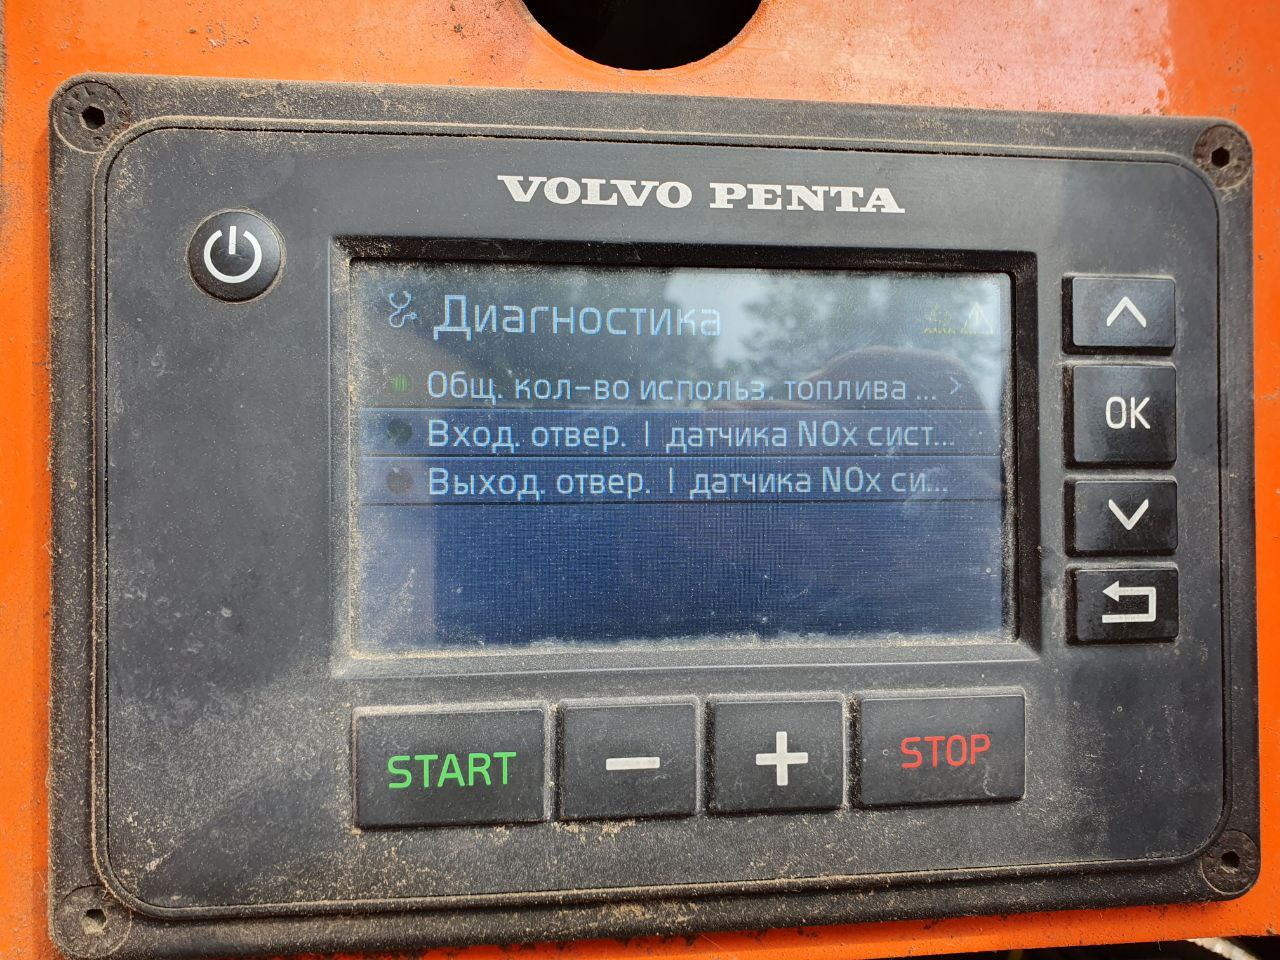 VOLVO PENTA
Диагностика
Общ. кол-во использ. топлива ... >
Вход. отвер. | датчика NOx сист...
Выход. отвер. | датчика NOx си...
OK
START
STOP